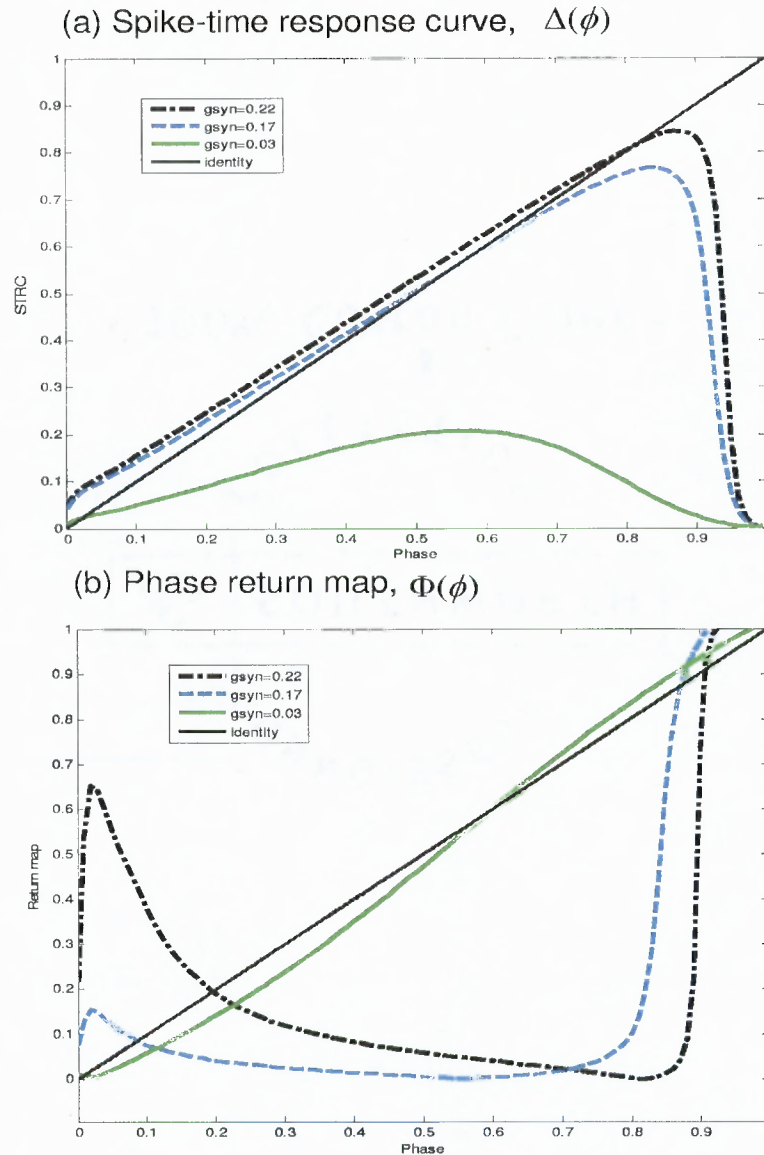 (a) Spike-time response curve, Δ(ϕ)
1
0.9
0.8
0.7
0.6
0.5
0.4
0.3
0.2
0.1
0
STRC
gsyn=0.22
gsyn=0.17
gsyn=0.03
identity
0 0.1 0.2 0.3 0.4 0.5 0.6 0.7 0.8 0.9
Phase
(b) Phase return map, Φ(ϕ)
1
0.9
0.8
0.7
0.6
0.5
0.4
0.3
0.2
0.1
0
Return map
gsyn=0.22
gsyn=0.17
gsyn=0.03
identity
0 0.1 0.2 0.3 0.4 0.5 0.6 0.7 0.8 0.9
Phase